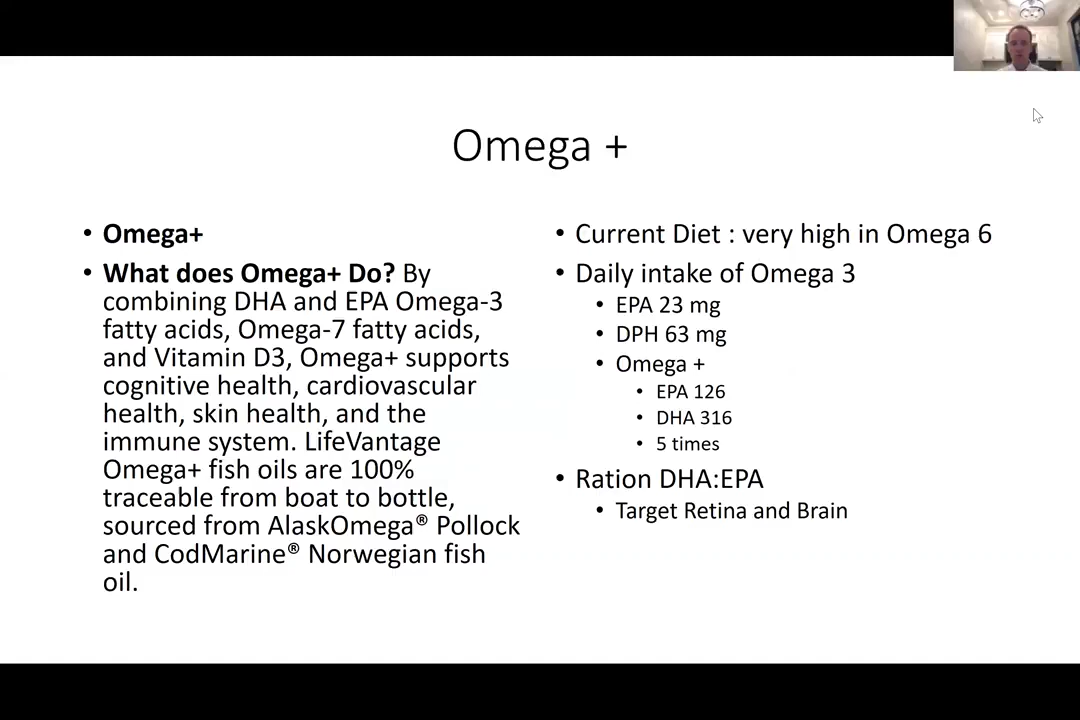 Omega +
• Omega+
• What does Omega+ Do? By
combining DHA and EPA Omega-3
fatty acids, Omega-7 fatty acids,
and Vitamin D3, Omega+ supports
cognitive health, cardiovascular
health, skin health, and the
immune system. LifeVantage
Omega+ fish oils are 100%
traceable from boat to bottle,
sourced from AlaskOmega® Pollock
and CodMarine® Norwegian fish
oil.
• Current Diet : very high in Omega 6
• Daily intake of Omega 3
• EPA 23 mg
• DPH 63 mg
• Omega +
• EPA 126
• DHA 316
• 5 times
• Ration DHA:EPA
• Target Retina and Brain